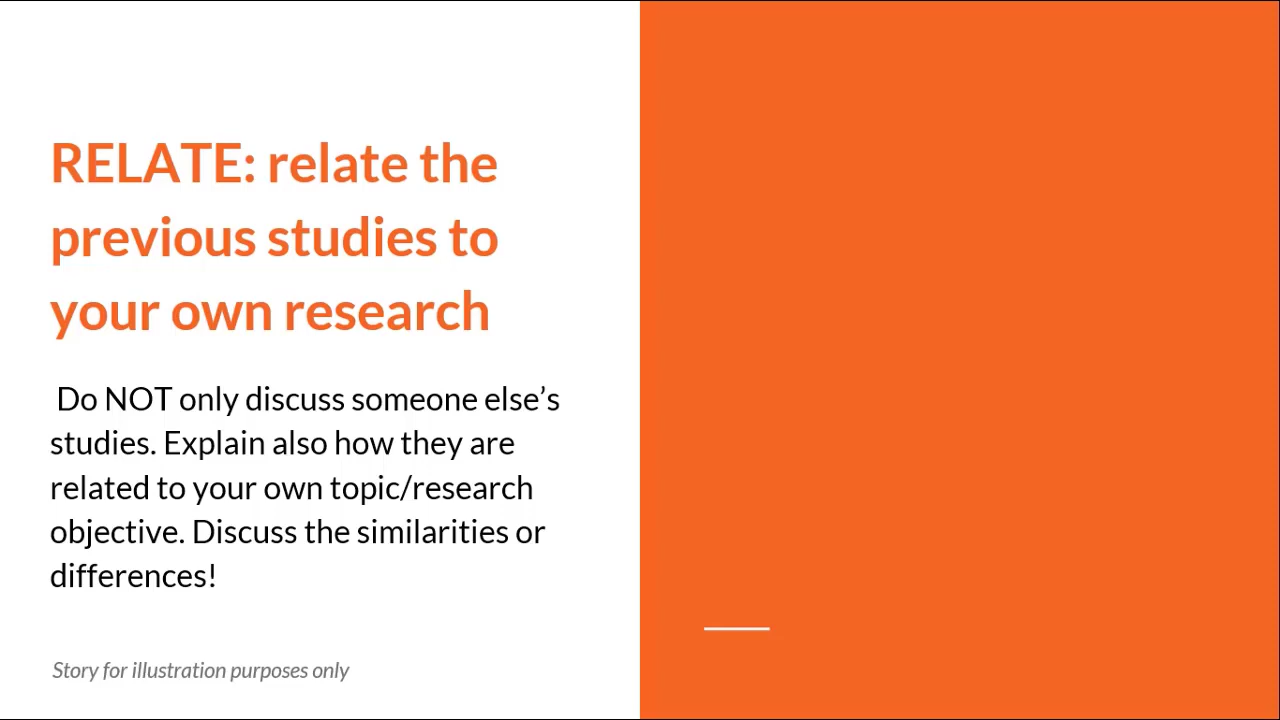 RELATE: relate the
previous studies to
your own research
Do NOT only discuss someone else’s
studies. Explain also how they are
related to your own topic/research
objective. Discuss the similarities or
differences!
Story for illustration purposes only